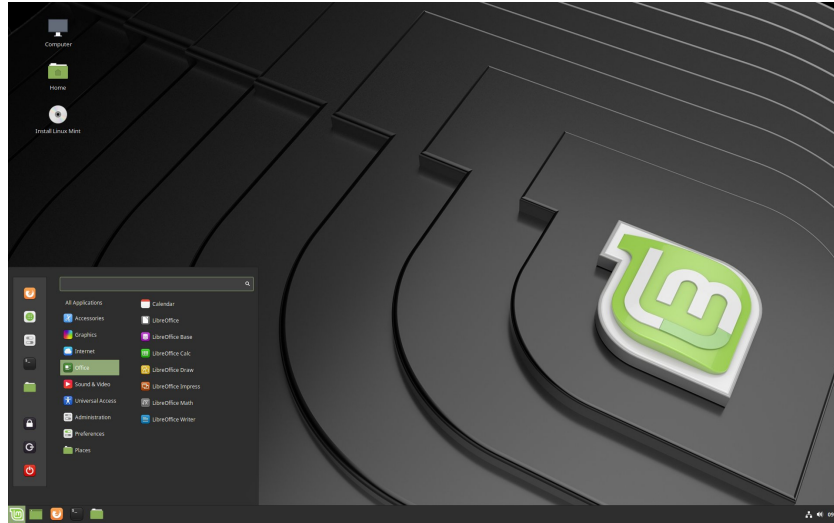 Computer
Home
Install Linux Mint
All Applications
Accessories
Graphics
Internet
Office
Sound & Video
Universal Access
Administration
Preferences
Places
Calendar
LibreOffice
LibreOffice Base
LibreOffice Calc
LibreOffice Draw
LibreOffice Impress
LibreOffice Math
LibreOffice Writer
lm